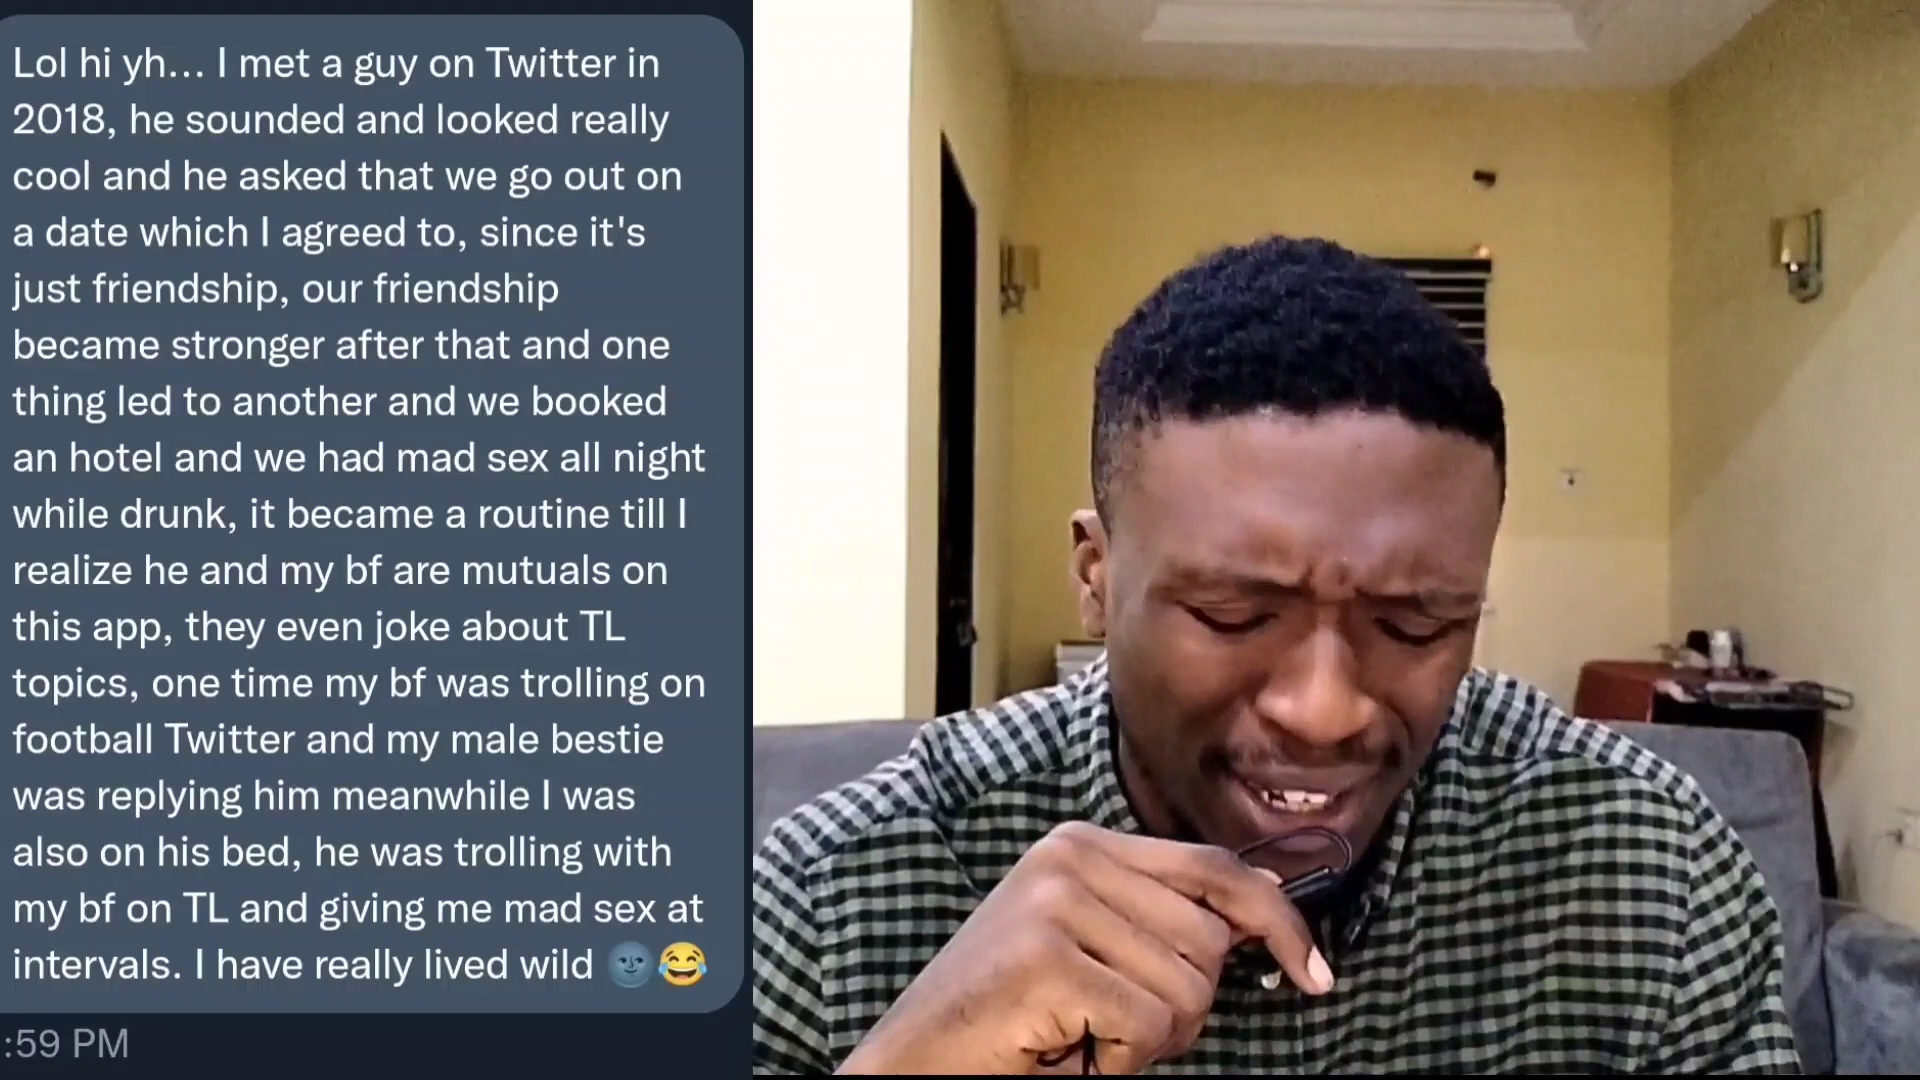 Lol hi yh... I met a guy on Twitter in
2018, he sounded and looked really
cool and he asked that we go out on
a date which I agreed to, since it's
just friendship, our friendship
became stronger after that and one
thing led to another and we booked
an hotel and we had mad sex all night
while drunk, it became a routine till I
realize he and my bf are mutuals on
this app, they even joke about TL
topics, one time my bf was trolling on
football Twitter and my male bestie
was replying him meanwhile I was
also on his bed, he was trolling with
my bf on TL and giving me mad sex at
intervals. I have really lived wild 🌚😂
:59 PM